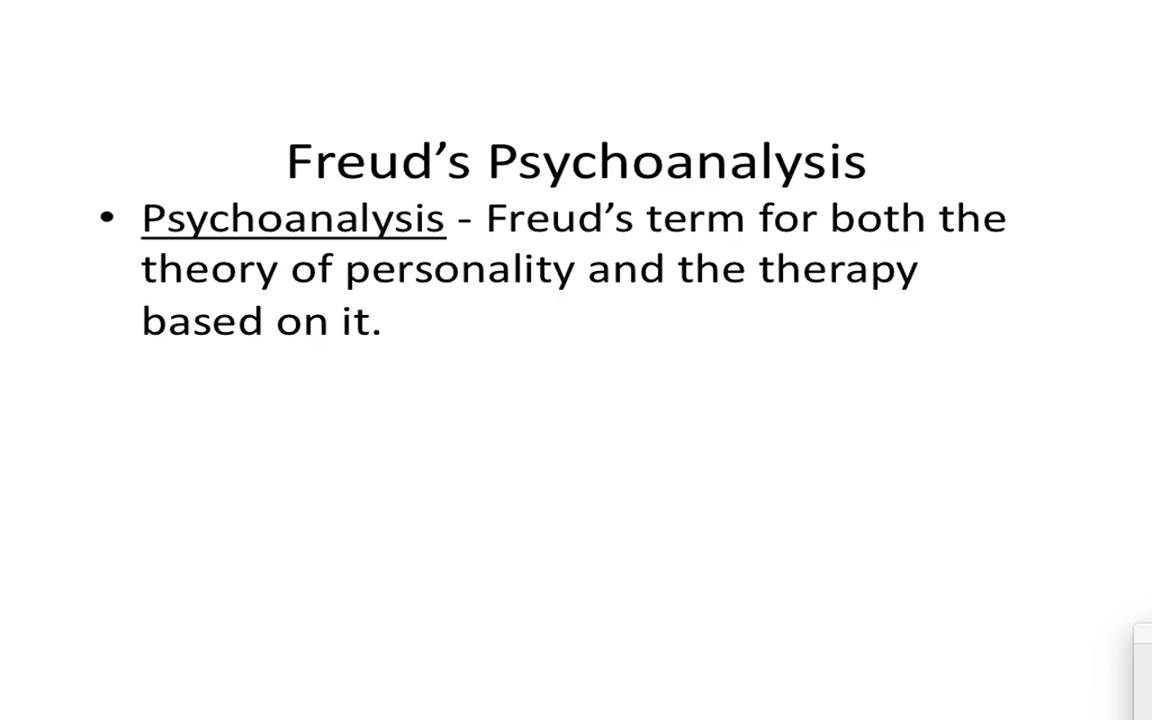 Freud’s Psychoanalysis
• Psychoanalysis - Freud’s term for both the
theory of personality and the therapy
based on it.